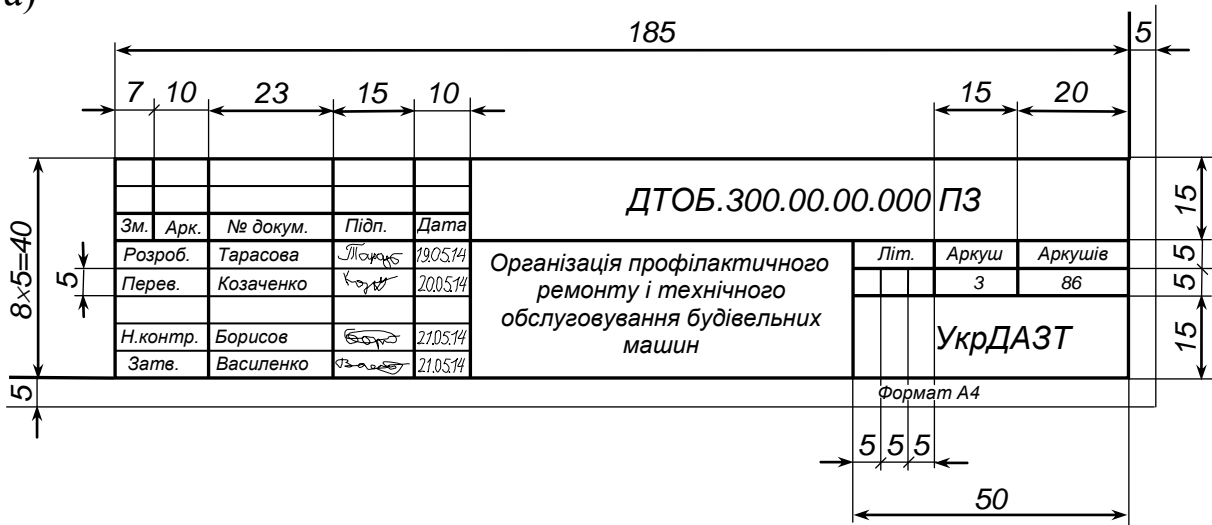 а)
185
5
7 10 23 15 10
15 20
ДТОБ.300.00.00.000 ПЗ
15
8×5=40
Зм. Арк. № докум. Підп. Дата
Розроб. Тарасова 19.05.14
Літ. Аркуш Аркушів
5
5
Організація профілактичного
ремонту і технічного
обслуговування будівельних
машин
Перев. Козаченко 20.05.14
3 86
5
Н.контр. Борисов 21.05.14
УкрДАЗТ
15
Затв. Василенко 21.05.14
5
Формат А4
5 5 5
50